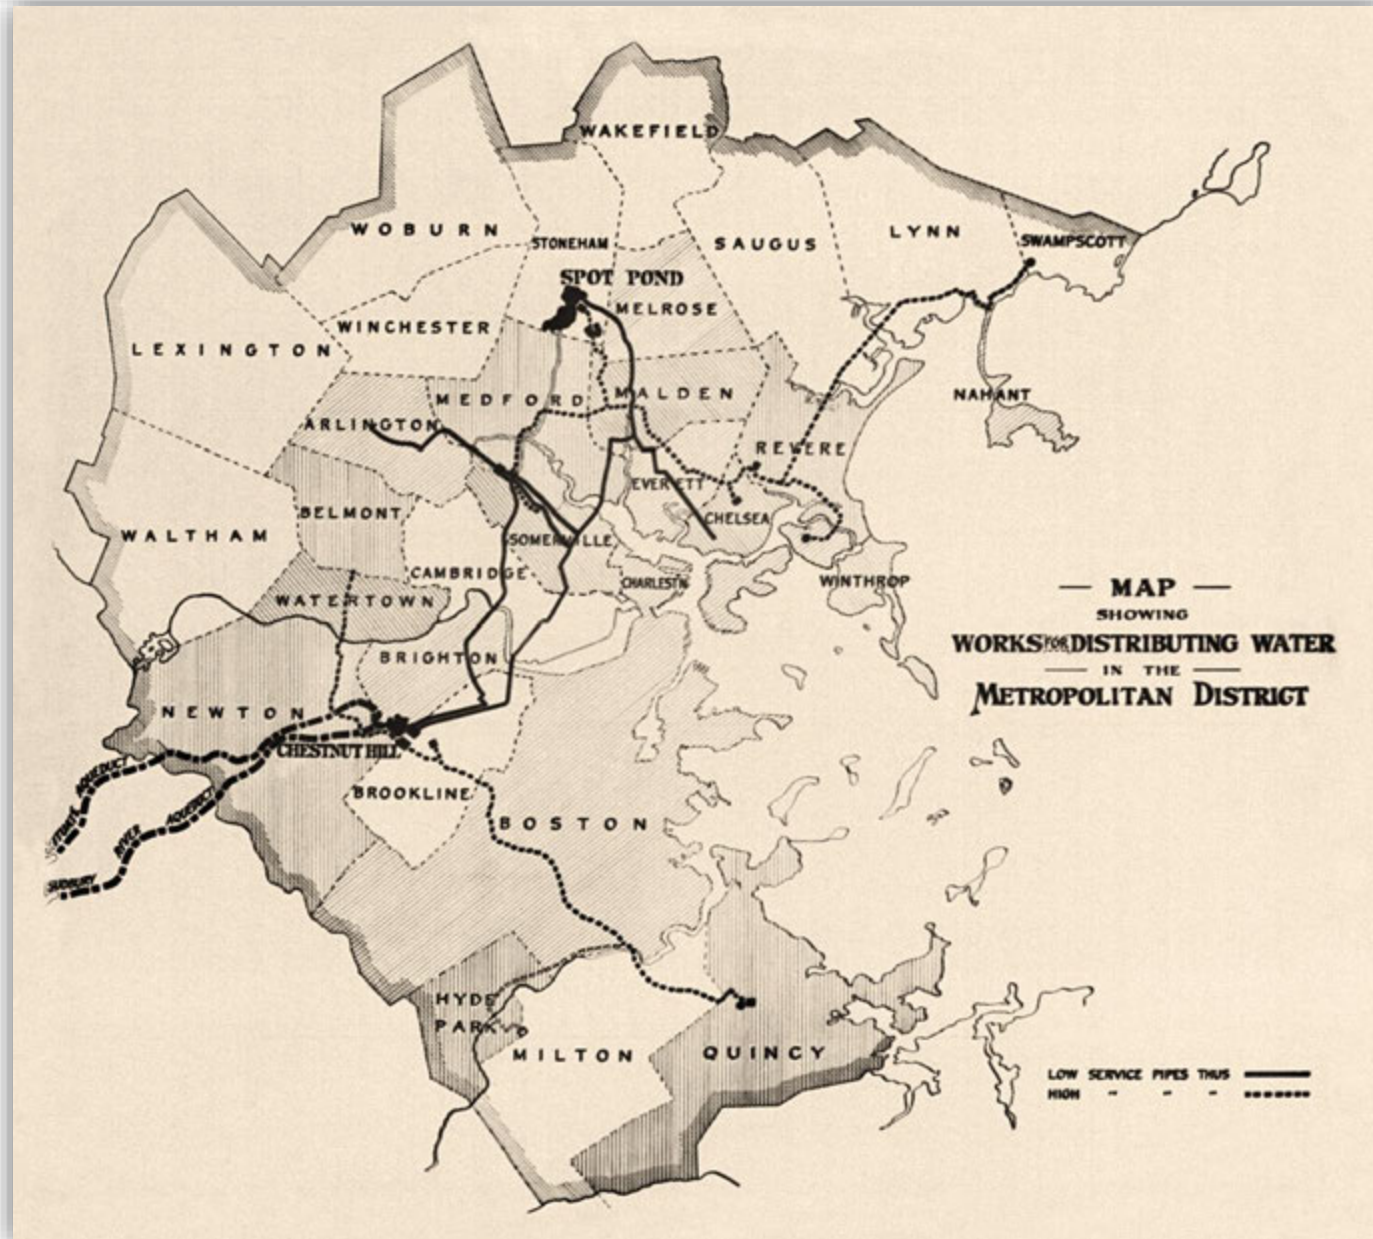 WAKEFIELD
WOBURN
STONEHAM
SAUGUS
LYNN
SWAMPSCOTT
SPOT POND
MELROSE
WINCHESTER
LEXINGTON
MEDFORD
MALDEN
NAHANT
ARLINGTON
REVERE
EVERETT
BELMONT
CHELSEA
WALTHAM
SOMERVILLE
CAMBRIDGE
CHARLEST'N
WINTHROP
WATERTOWN
BRIGHTON
NEWTON
CHESTNUT HILL
AQUEDUCT
BROOKLINE
SUDBURY RIVER AQUEDUCT
BOSTON
HYDE
PARK
MILTON
QUINCY
MAP
SHOWING
WORKS FOR DISTRIBUTING WATER
IN THE
METROPOLITAN DISTRICT
LOW SERVICE PIPES THUS
HIGH " " "